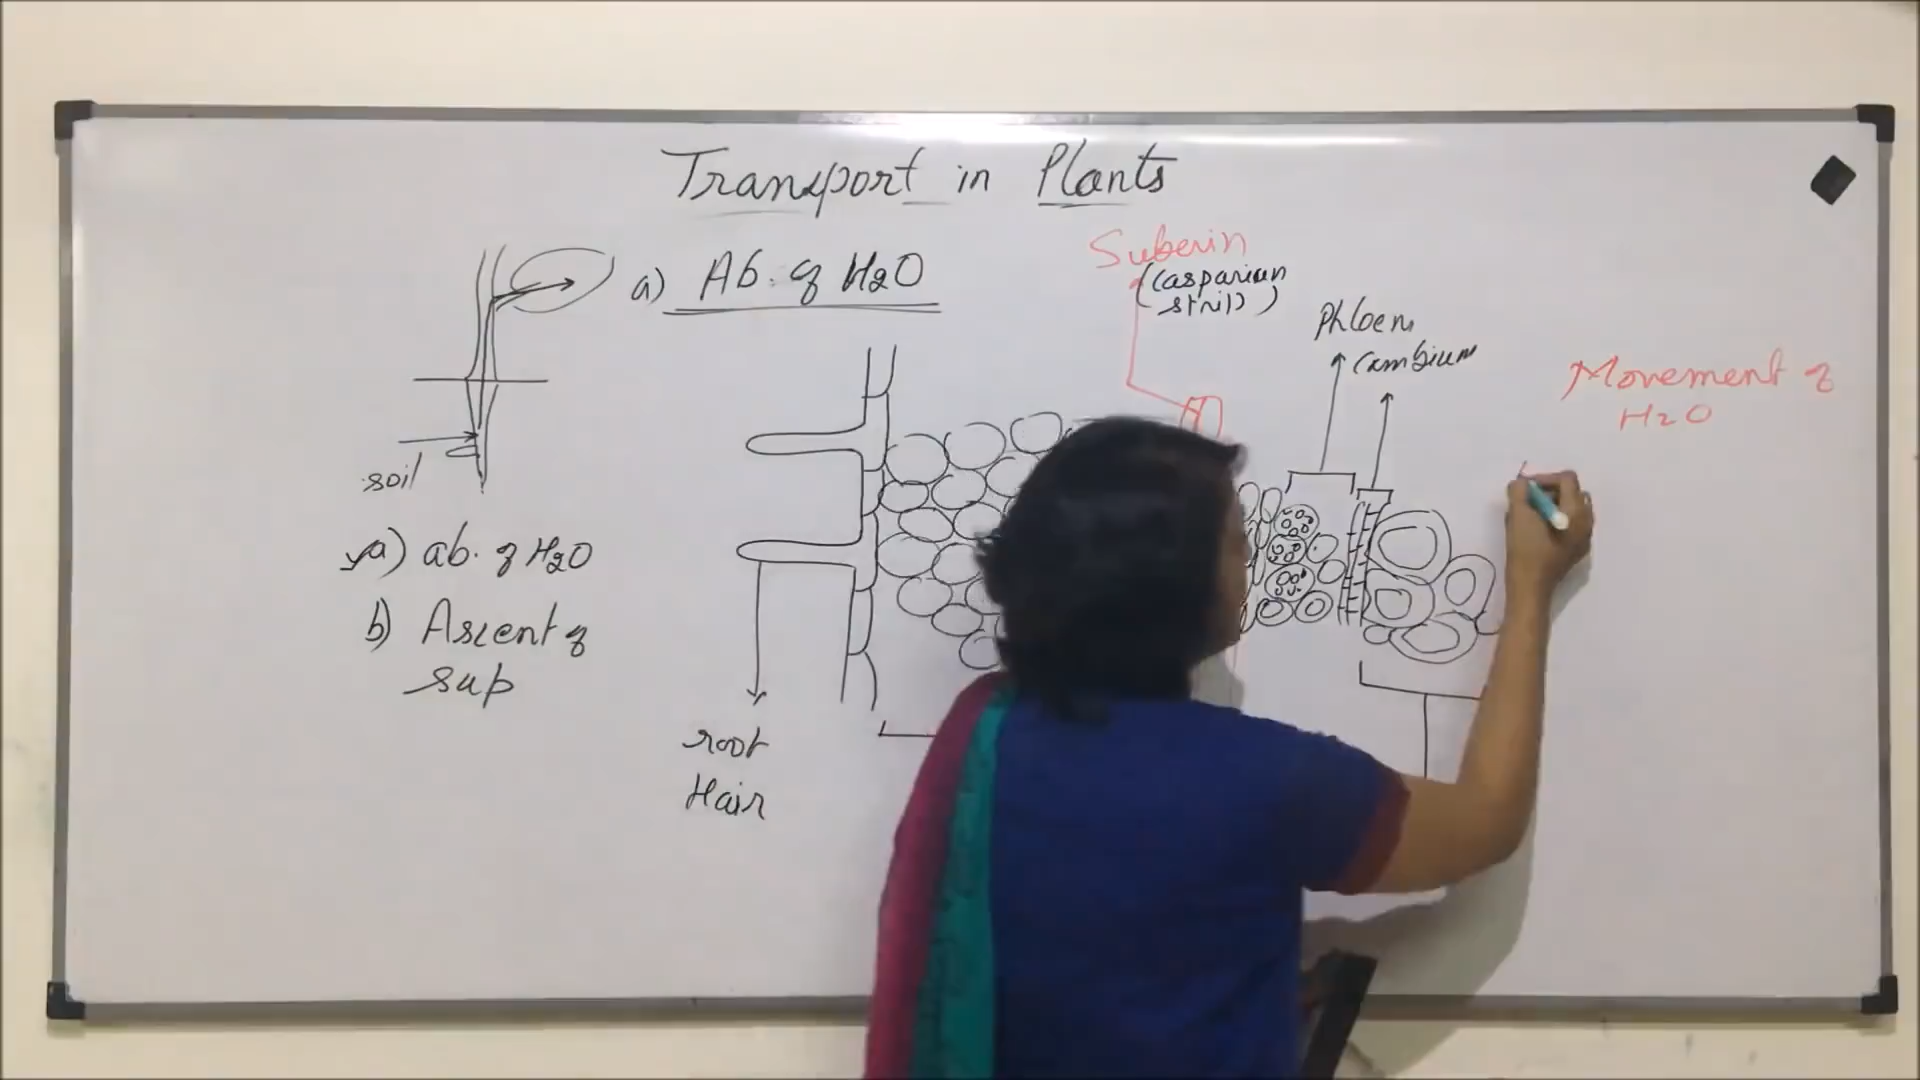 Transport in Plants
a) Ab. of H2O
soil
a) ab. of H2O
b) Ascent of
sap
Suberin
(casparian
strip)
Phloem
cambium
Movement of
H2O
root
Hair